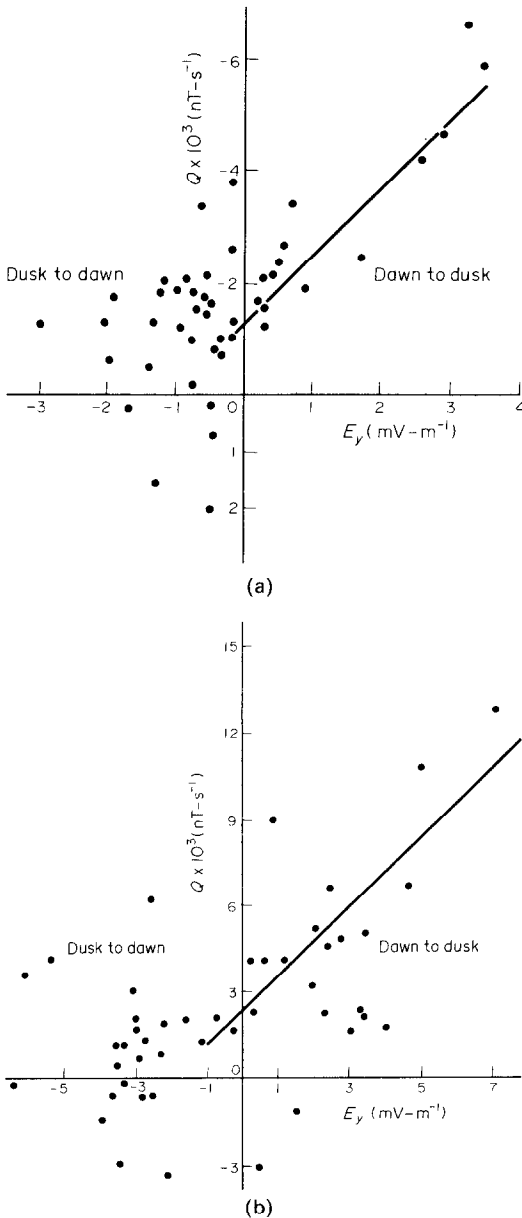 -6
Q × 10³ (nT-s⁻¹)
-4
Dusk to dawn
-2
Dawn to dusk
-3 -2 -1 0 1 2 3 4
E_y (mV-m⁻¹)
1
2
(a)
15
12
Q × 10³ (nT-s⁻¹)
9
6
Dusk to dawn
Dawn to dusk
3
0
-5 -3 -1 1 3 5 7
E_y (mV-m⁻¹)
-3
(b)